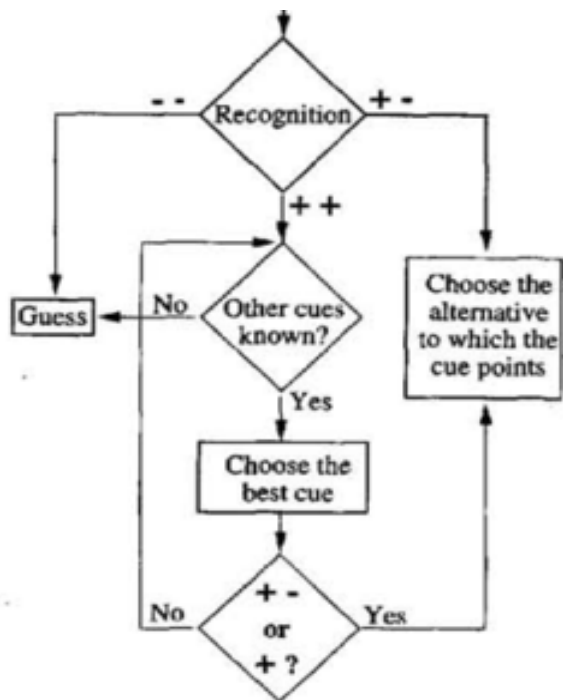 - -
Recognition
+ -
+ +
Guess
No
Other cues
known?
Choose the
alternative
to which the
cue points
Yes
Choose the
best cue
No
+ -
or
+ ?
Yes